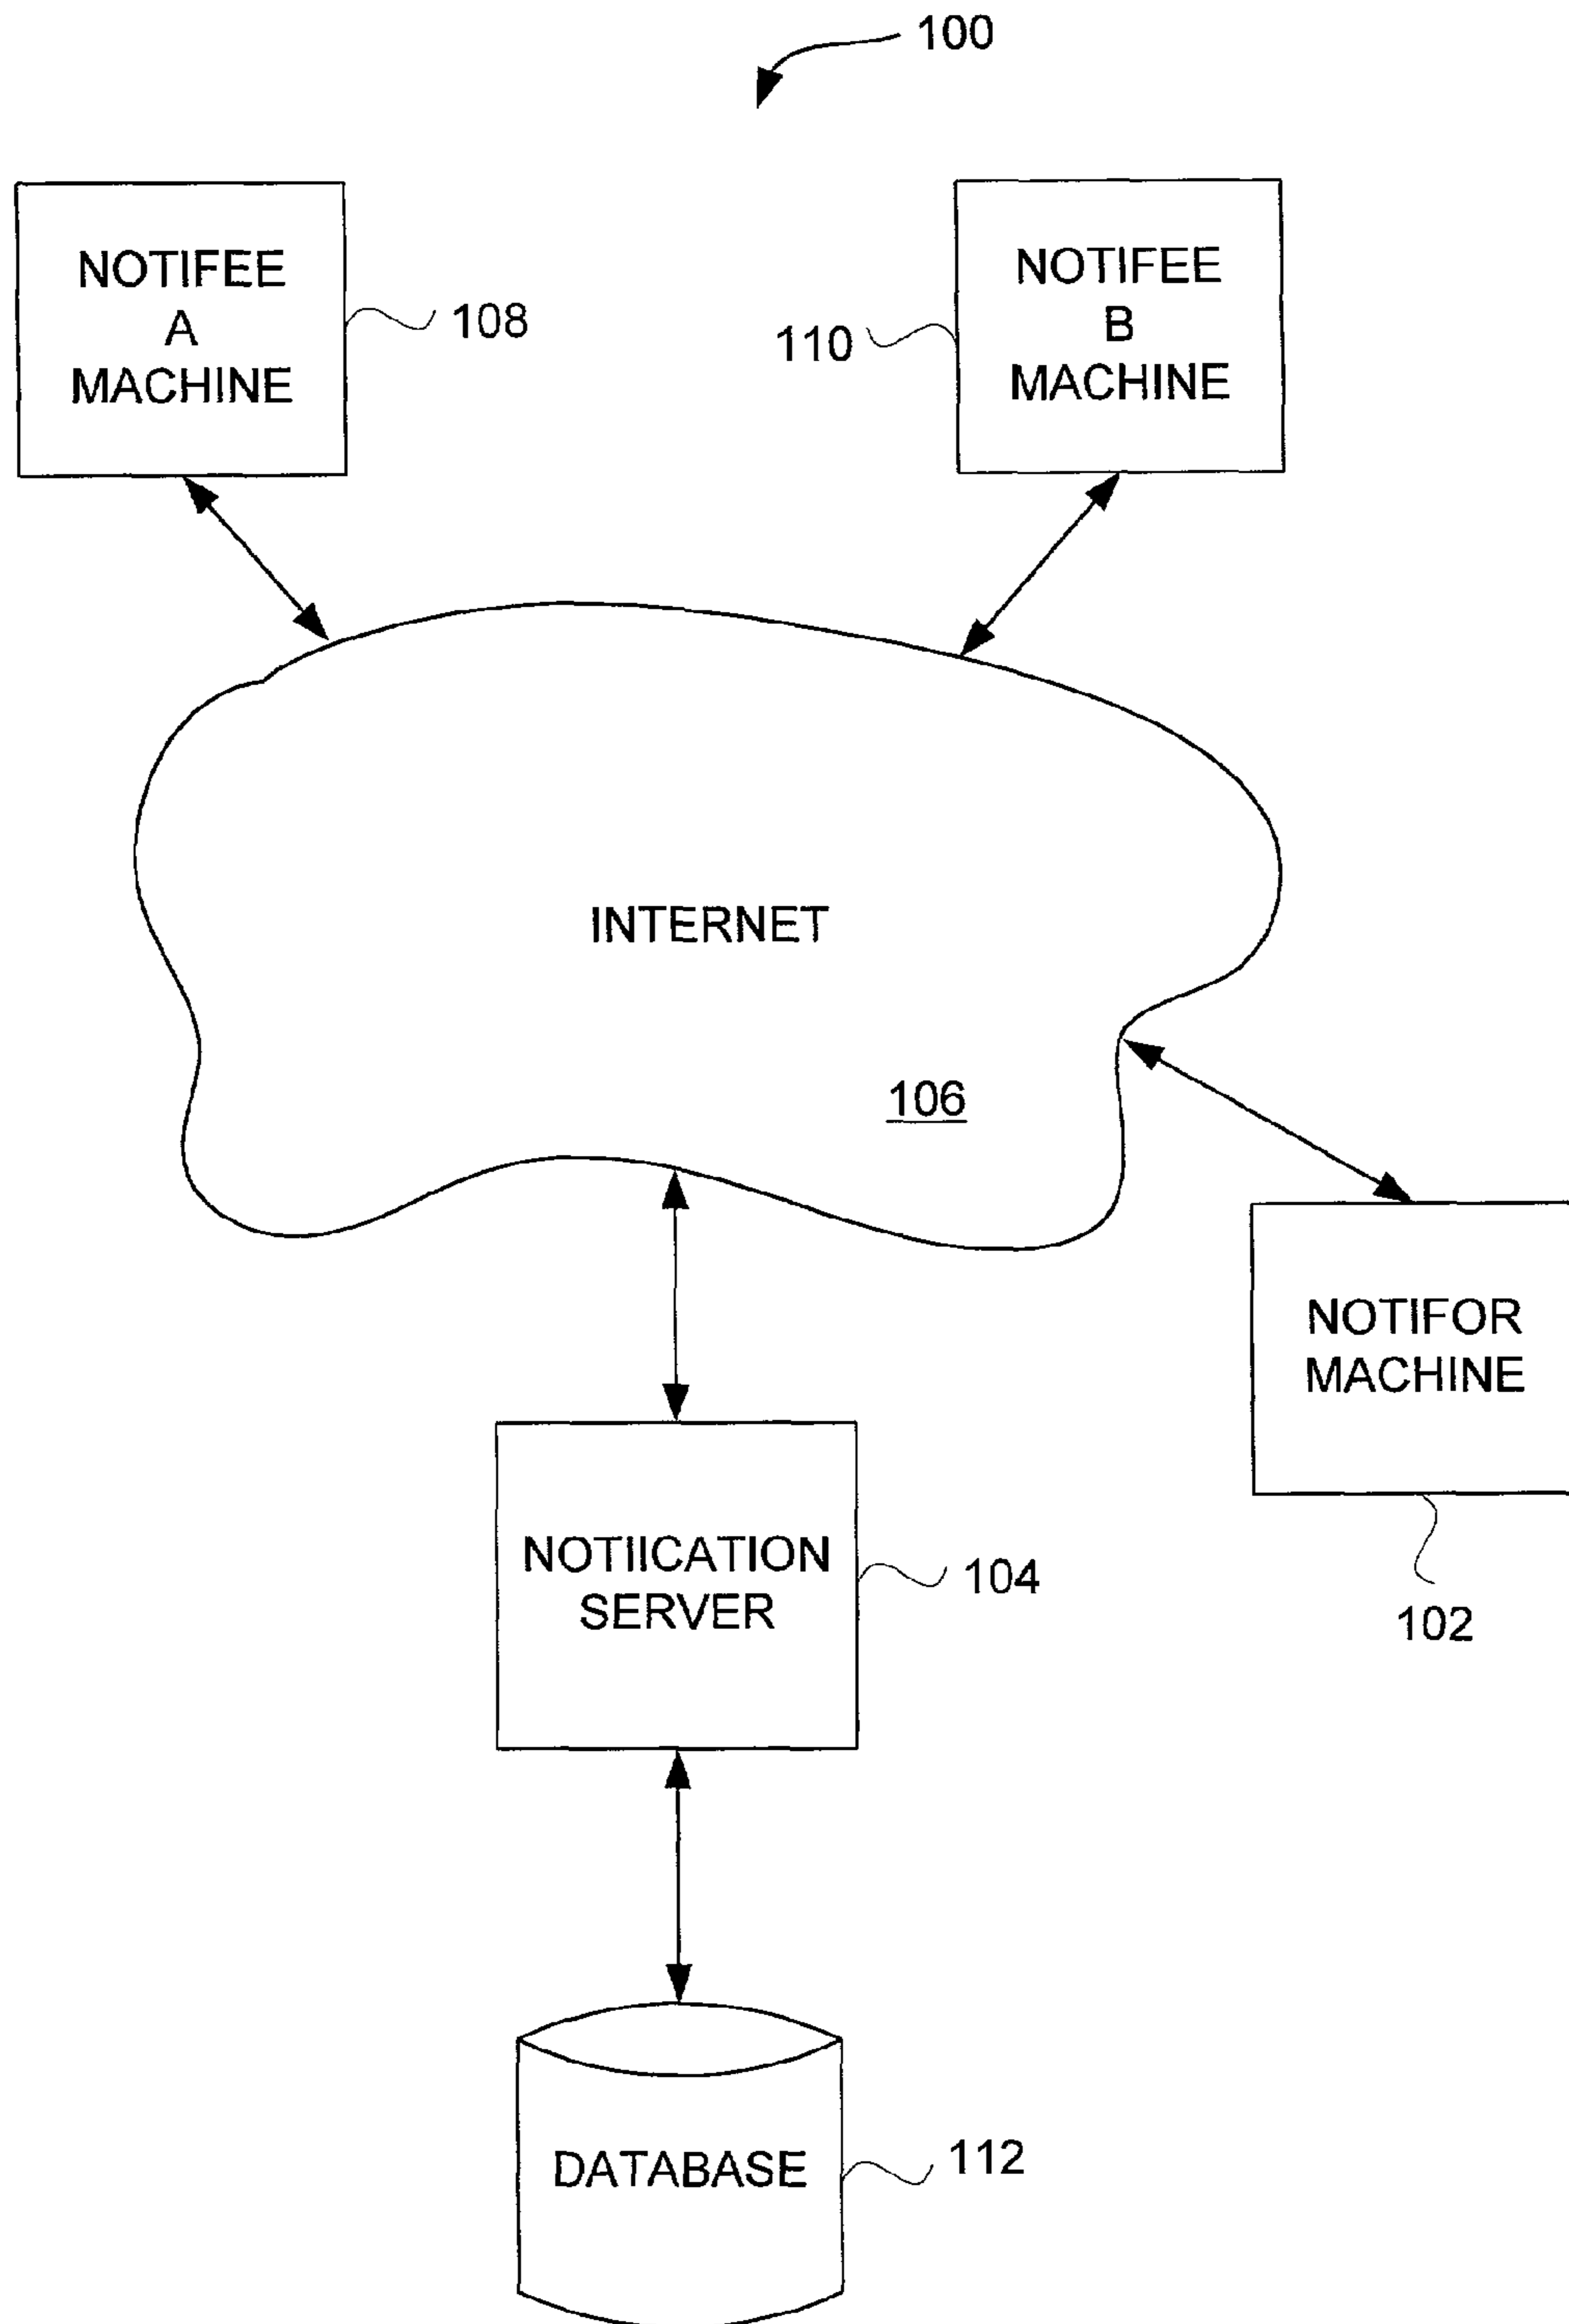 100
NOTIFEE
A
MACHINE
108
NOTIFEE
B
MACHINE
110
INTERNET
106
NOTIFOR
MACHINE
102
NOTIICATION
SERVER
104
DATABASE
112